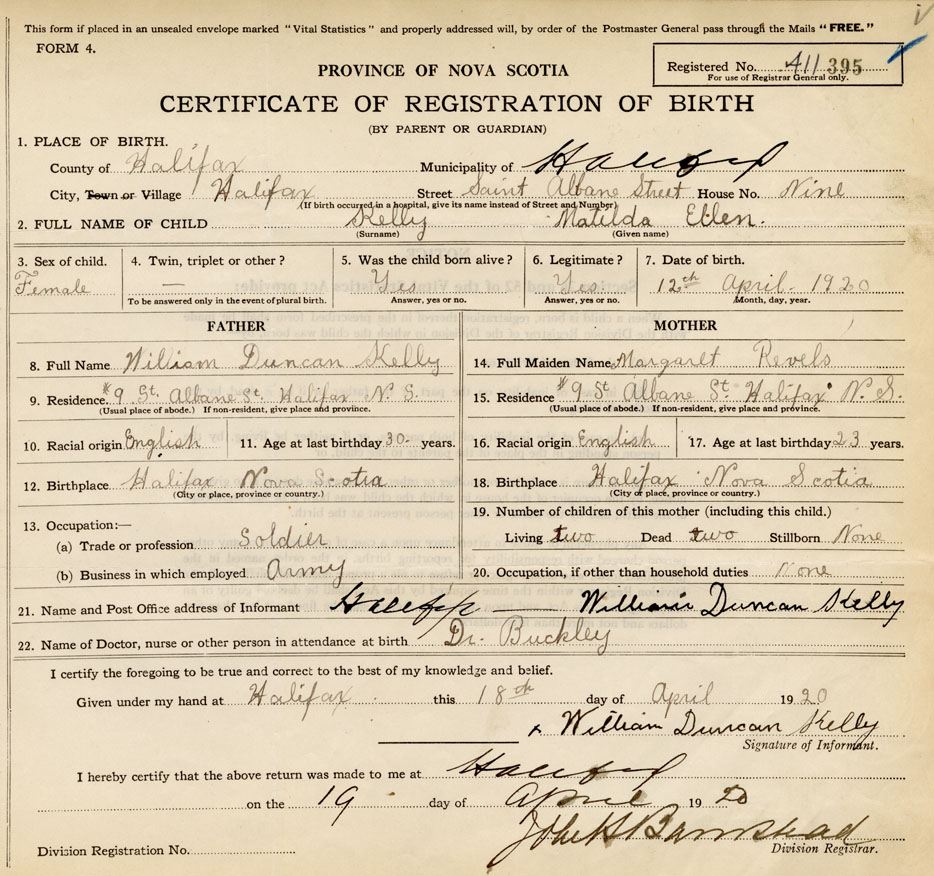 This form if placed in an unsealed envelope marked "Vital Statistics" and properly addressed will, by order of the Postmaster General pass through the Mails "FREE."
FORM 4.
Registered No. 411 395
For use of Registrar General only.
PROVINCE OF NOVA SCOTIA
CERTIFICATE OF REGISTRATION OF BIRTH
(BY PARENT OR GUARDIAN)
1. PLACE OF BIRTH.
County of Halifax Municipality of Halifax
City, Town or Village Halifax Street Saint Albans Street House No. Nine
(If birth occurred in a hospital, give its name instead of Street and Number)
2. FULL NAME OF CHILD Kelly Matilda Ellen.
(Surname) (Given name)
3. Sex of child. 4. Twin, triplet or other? 5. Was the child born alive? 6. Legitimate? 7. Date of birth.
Female — Yes Yes 12th April. 1920
To be answered only in the event of plural birth. Answer, yes or no. Answer, yes or no. Month, day, year.
FATHER
8. Full Name William Duncan Kelly
9. Residence. #9 St. Albans St. Halifax N. S.
(Usual place of abode.) If non-resident, give place and province.
10. Racial origin English 11. Age at last birthday 30 years.
12. Birthplace Halifax Nova Scotia
(City or place, province or country.)
13. Occupation:—
(a) Trade or profession Soldier
(b) Business in which employed Army
MOTHER
14. Full Maiden Name Margaret Revels
15. Residence #9 St Albans St Halifax N. S.
(Usual place of abode.) If non-resident, give place and province.
16. Racial origin English 17. Age at last birthday 23 years.
18. Birthplace Halifax Nova Scotia
(City or place, province or country.)
19. Number of children of this mother (including this child.)
Living two Dead two Stillborn None
20. Occupation, if other than household duties None
21. Name and Post Office address of Informant Halifax — William Duncan Kelly
22. Name of Doctor, nurse or other person in attendance at birth Dr. Buckley
I certify the foregoing to be true and correct to the best of my knowledge and belief.
Given under my hand at Halifax this 18th day of April 1920
x William Duncan Kelly
Signature of Informant.
I hereby certify that the above return was made to me at Halifax
on the 19 day of April 1920
John H Barnstead
Division Registration No. Division Registrar.